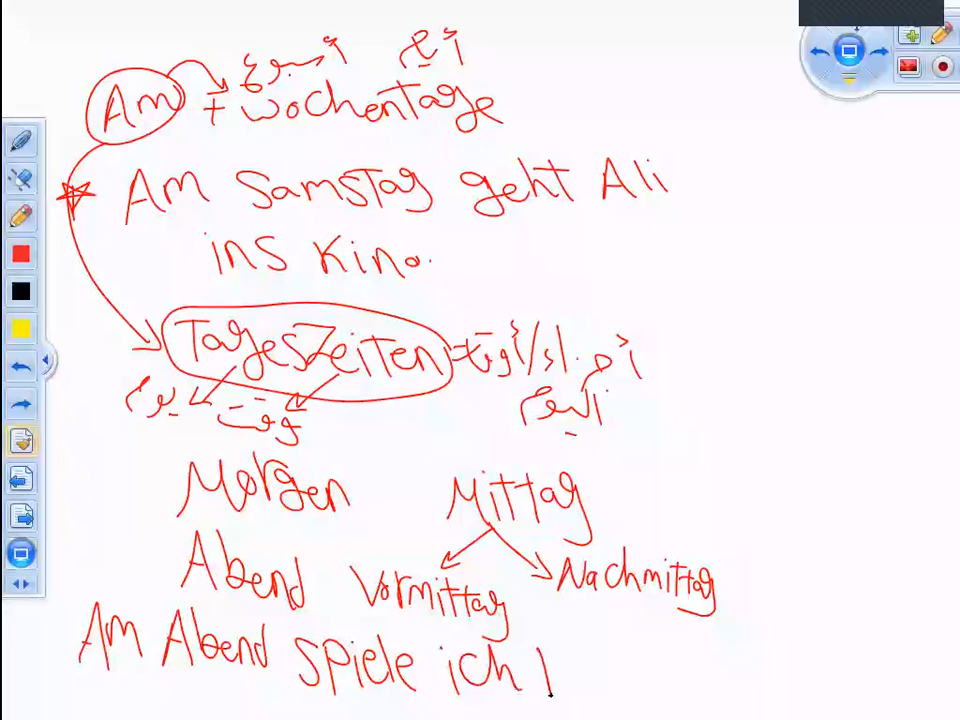 أيام أسبوع
Am + Wochentage
Am Samstag geht Ali
ins Kino.
Tageszeiten = أوقات / أجزاء
يوم وقت اليوم
Morgen Mittag
Abend Vormittag Nachmittag
Am Abend spiele ich